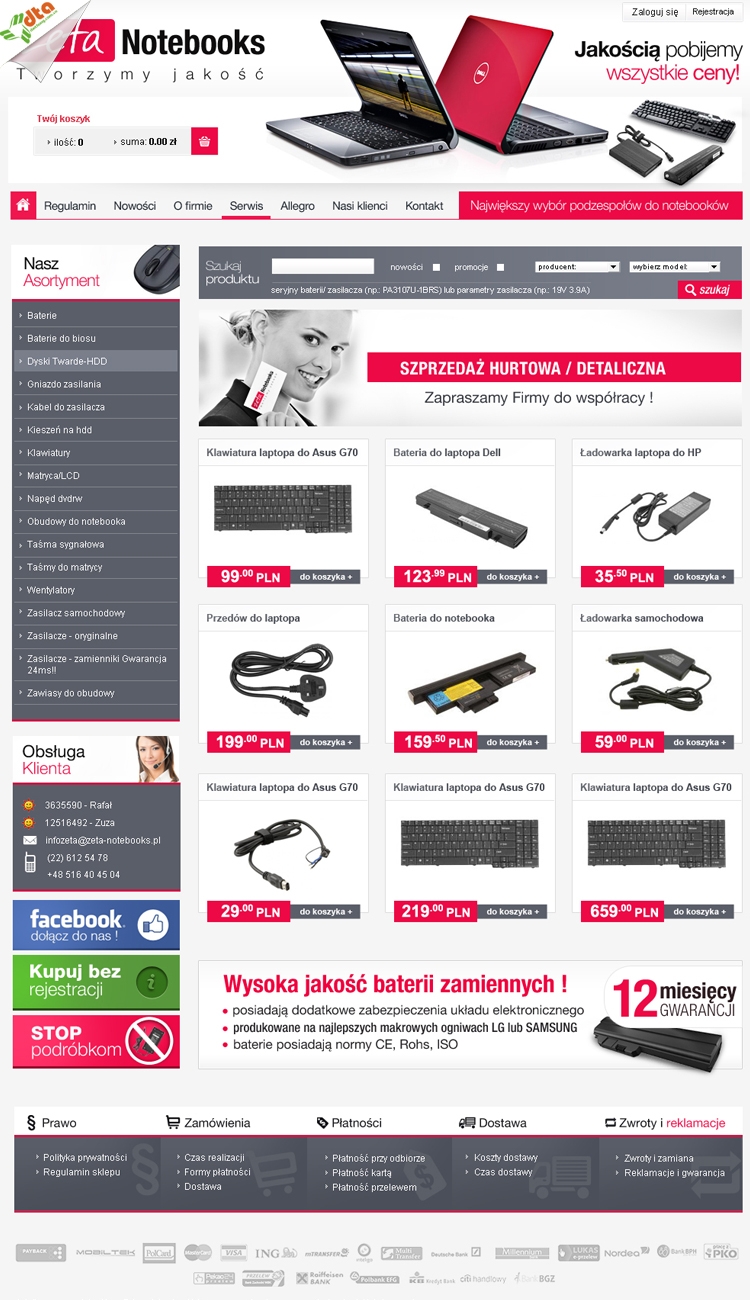 dta
Zaloguj się
Rejestracja
zeta Notebooks
Tworzymy jakość
Jakością pobijemy
wszystkie ceny!
Twój koszyk
ilość: 0
suma: 0.00 zł
Regulamin
Nowości
O firmie
Serwis
Allegro
Nasi klienci
Kontakt
Największy wybór podzespołów do notebooków
Nasz
Asortyment
Baterie
Baterie do biosu
Dyski Twarde-HDD
Gniazdo zasilania
Kabel do zasilacza
Kieszeń na hdd
Klawiatury
Matryca/LCD
Napęd dvdrw
Obudowy do notebooka
Taśma sygnałowa
Taśmy do matrycy
Wentylatory
Zasilacz samochodowy
Zasilacze - oryginalne
Zasilacze - zamienniki Gwarancja
24ms!!
Zawiasy do obudowy
Obsługa
Klienta
3635590 - Rafał
12516492 - Zuza
infozeta@zeta-notebooks.pl
(22) 612 54 78
+48 516 40 45 04
facebook
dołącz do nas !
Kupuj bez
rejestracji
STOP
podróbkom
Szukaj
produktu
nowości
promocje
producent:
wybierz model:
seryjny baterii/ zasilacza (np.: PA3107U-1BRS) lub parametry zasilacza (np.: 19V 3.9A)
szukaj
zeta Notebooks
SZPRZEDAŻ HURTOWA / DETALICZNA
Zapraszamy Firmy do współracy !
Klawiatura laptopa do Asus G70
99.00 PLN
do koszyka +
Bateria do laptopa Dell
123.99 PLN
do koszyka +
Ładowarka laptopa do HP
35.50 PLN
do koszyka +
Przedów do laptopa
199.00 PLN
do koszyka +
Bateria do notebooka
159.50 PLN
do koszyka +
Ładowarka samochodowa
59.00 PLN
do koszyka +
Klawiatura laptopa do Asus G70
29.00 PLN
do koszyka +
Klawiatura laptopa do Asus G70
219.00 PLN
do koszyka +
Klawiatura laptopa do Asus G70
659.00 PLN
do koszyka +
Wysoka jakość baterii zamiennych !
posiadają dodatkowe zabezpieczenia układu elektronicznego
produkowane na najlepszych makrowych ogniwach LG lub SAMSUNG
baterie posiadają normy CE, Rohs, ISO
12 miesięcy
GWARANCJI
§ Prawo
Polityka prywatności
Regulamin sklepu
Zamówienia
Czas realizacji
Formy płatności
Dostawa
Płatności
Płatność przy odbiorze
Płatność kartą
Płatność przelewem
Dostawa
Koszty dostawy
Czas dostawy
Zwroty i reklamacje
Zwroty i zamiana
Reklamacje i gwarancja
PAYBACK
MOBILTEK
PolCard
MasterCard
VISA
ING
mTRANSFER
inteligo
Multi Transfer
Deutsche Bank
Millennium
LUKAS
Nordea
Bank BPH
PKO
Pekao24
PRZELEW
Raiffeisen BANK
Polbank EFG
Kredyt Bank
citi handlowy
Bank BGZ